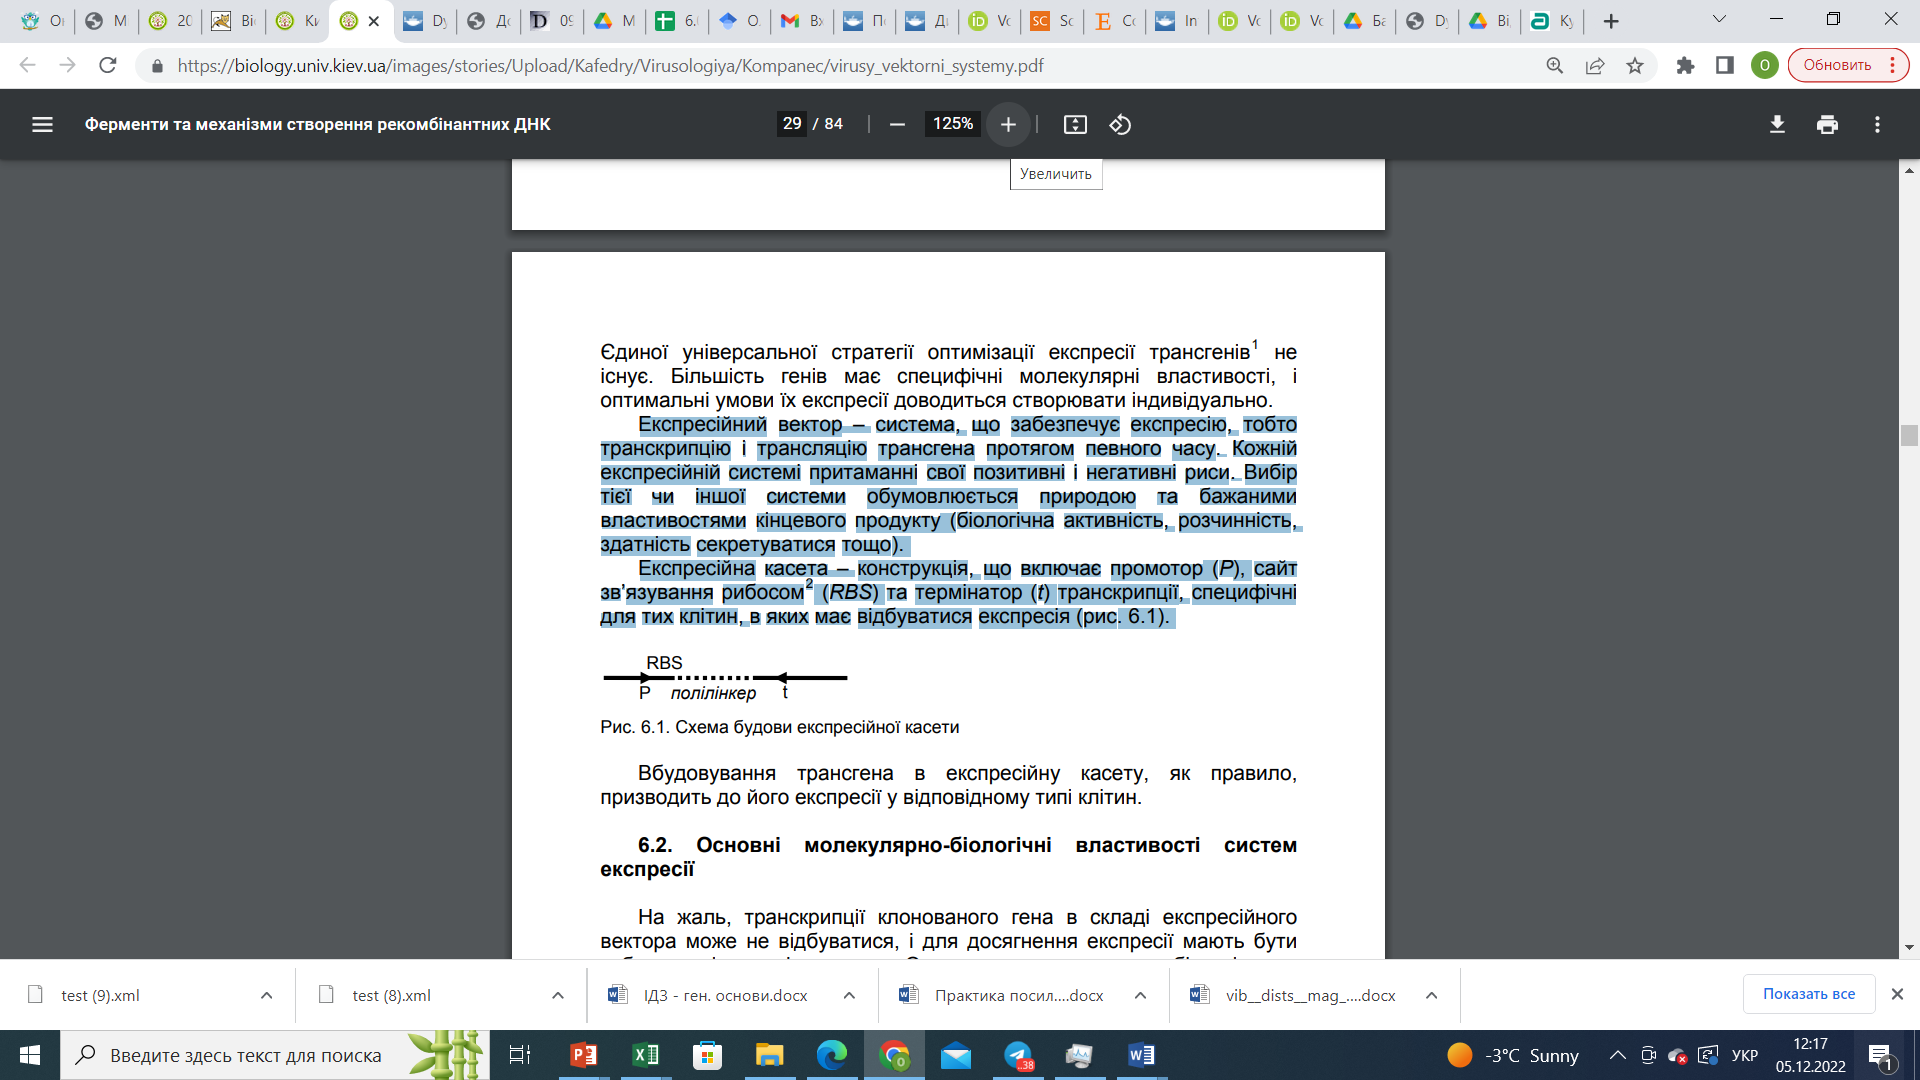 https://biology.univ.kiev.ua/images/stories/Upload/Kafedry/Virusologiya/Kompanec/virusy_vektorni_systemy.pdf
Обновить
Ферменти та механізми створення рекомбінантних ДНК
29 / 84
125%
Увеличить
Єдиної універсальної стратегії оптимізації експресії трансгенів1 не
існує. Більшість генів має специфічні молекулярні властивості, і
оптимальні умови їх експресії доводиться створювати індивідуально.
Експресійний вектор – система, що забезпечує експресію, тобто
транскрипцію і трансляцію трансгена протягом певного часу. Кожній
експресійній системі притаманні свої позитивні і негативні риси. Вибір
тієї чи іншої системи обумовлюється природою та бажаними
властивостями кінцевого продукту (біологічна активність, розчинність,
здатність секретуватися тощо).
Експресійна касета – конструкція, що включає промотор (P), сайт
зв’язування рибосом2 (RBS) та термінатор (t) транскрипції, специфічні
для тих клітин, в яких має відбуватися експресія (рис. 6.1).
RBS
P полілінкер t
Рис. 6.1. Схема будови експресійної касети
Вбудовування трансгена в експресійну касету, як правило,
призводить до його експресії у відповідному типі клітин.
6.2. Основні молекулярно-біологічні властивості систем
експресії
На жаль, транскрипції клонованого гена в складі експресійного
вектора може не відбуватися, і для досягнення експресії мають бути
test (9).xml
test (8).xml
ІДЗ - ген. основи.docx
Практика посил....docx
vib__dists__mag_....docx
Показать все
Введите здесь текст для поиска
-3°C Sunny
УКР
12:17
05.12.2022